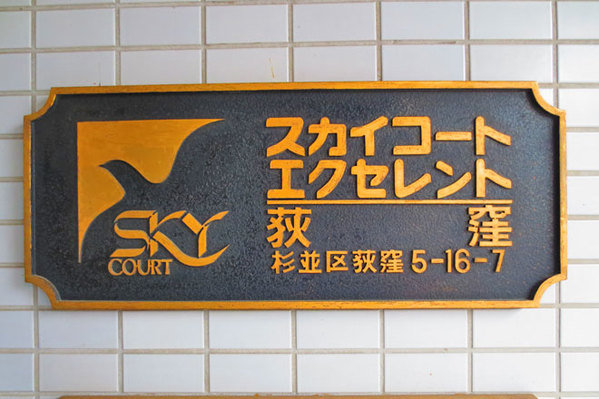 SKY
COURT
スカイコート
エクセレント
荻窪
杉並区荻窪5-16-7